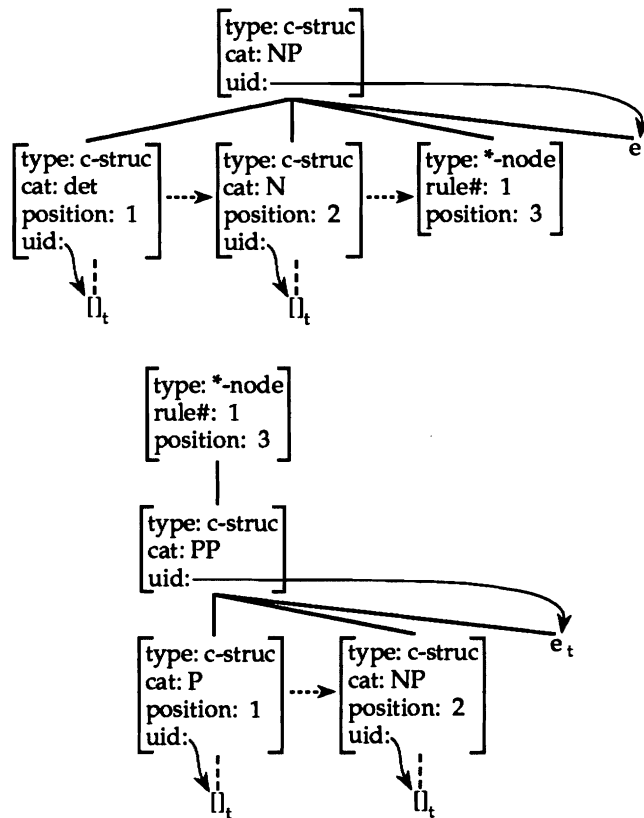 type: c-struc
cat: NP
uid:
e
type: c-struc
cat: det
position: 1
uid:
type: c-struc
cat: N
position: 2
uid:
type: *-node
rule#: 1
position: 3
[]t
[]t
type: *-node
rule#: 1
position: 3
type: c-struc
cat: PP
uid:
e t
type: c-struc
cat: P
position: 1
uid:
type: c-struc
cat: NP
position: 2
uid:
[]t
[]t